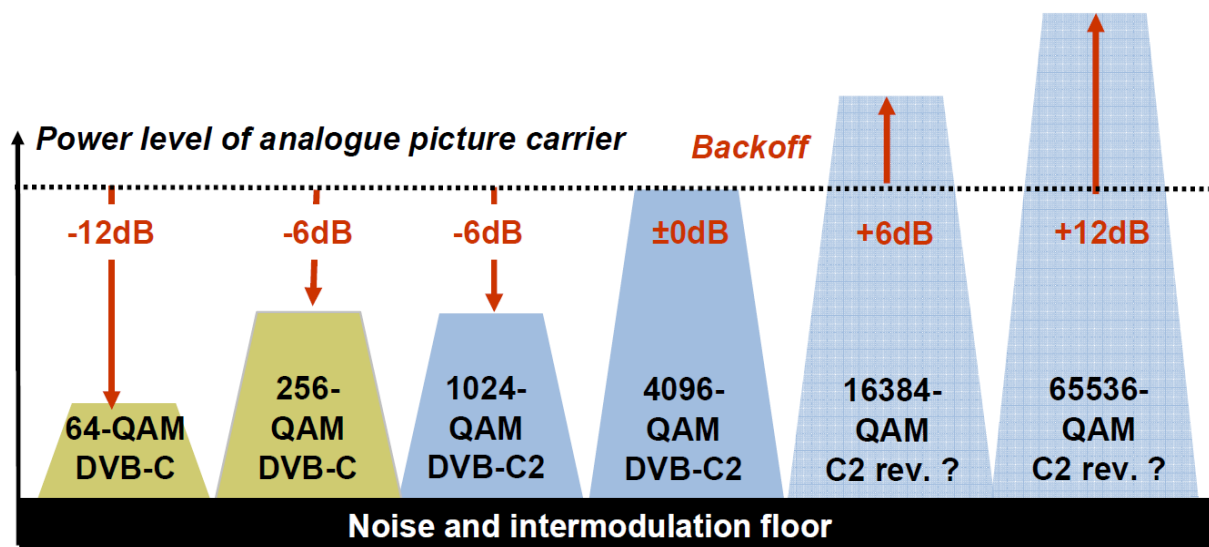 Power level of analogue picture carrier
Backoff
-12dB
-6dB
-6dB
±0dB
+6dB
+12dB
64-QAM
DVB-C
256-
QAM
DVB-C
1024-
QAM
DVB-C2
4096-
QAM
DVB-C2
16384-
QAM
C2 rev. ?
65536-
QAM
C2 rev. ?
Noise and intermodulation floor